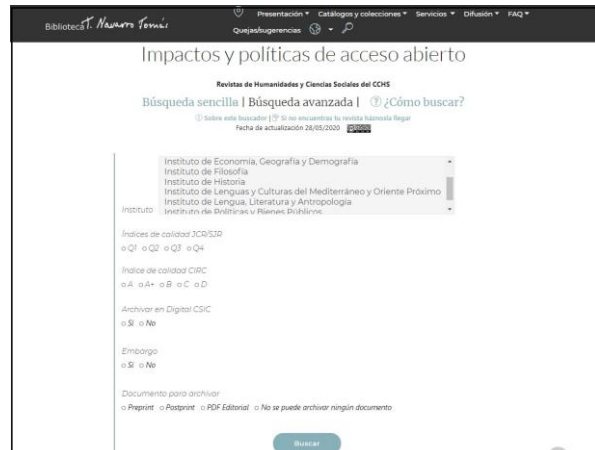 Biblioteca T. Navarro Tomás
Presentación Catálogos y colecciones Servicios Difusión FAQ
Quejas/sugerencias
Impactos y políticas de acceso abierto
Revistas de Humanidades y Ciencias Sociales del CCHS
Búsqueda sencilla | Búsqueda avanzada | ¿Cómo buscar?
Sobre este buscador | Si no encuentras tu revista háznosla llegar
Fecha de actualización 28/05/2020
Instituto de Economía, Geografía y Demografía
Instituto de Filosofía
Instituto de Historia
Instituto de Lenguas y Culturas del Mediterráneo y Oriente Próximo
Instituto de Lengua, Literatura y Antropología
Instituto Instituto de Políticas y Bienes Públicos
Índices de calidad JCR/SJR
Q1 Q2 Q3 Q4
Índice de calidad CIRC
A A+ B C D
Archivar en Digital CSIC
Sí No
Embargo
Sí No
Documento para archivar
Preprint Postprint PDF Editorial No se puede archivar ningún documento
Buscar